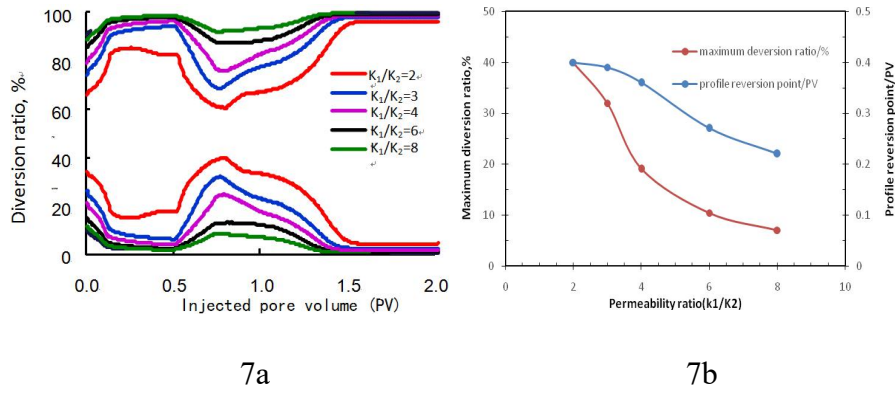 Diversion ratio, %
100
80
60
40
20
0
0.0
0.5
1.0
1.5
2.0
Injected pore volume (PV)
K1/K2=2
K1/K2=3
K1/K2=4
K1/K2=6
K1/K2=8
7a
Maximum diversion ratio,%
50
40
30
20
10
0
0
2
4
6
8
10
Permeability ratio(k1/K2)
maximum deversion ratio/%
profile reversion point/PV
0.5
0.4
0.3
0.2
0.1
0
Profile reversion point/PV
7b